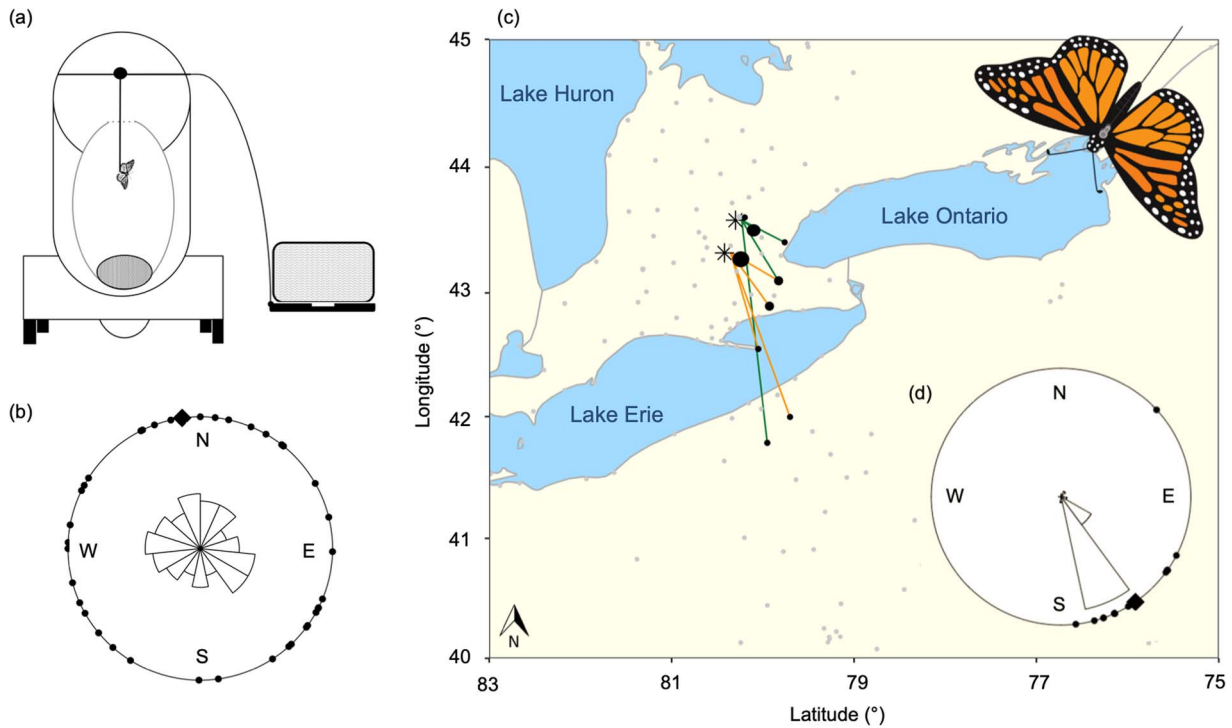 (a)
(b)
N
W
E
S
(c)
45
44
43
42
41
40
Longitude (°)
Lake Huron
Lake Ontario
Lake Erie
N
(d)
N
W
E
S
83
81
79
77
75
Latitude (°)